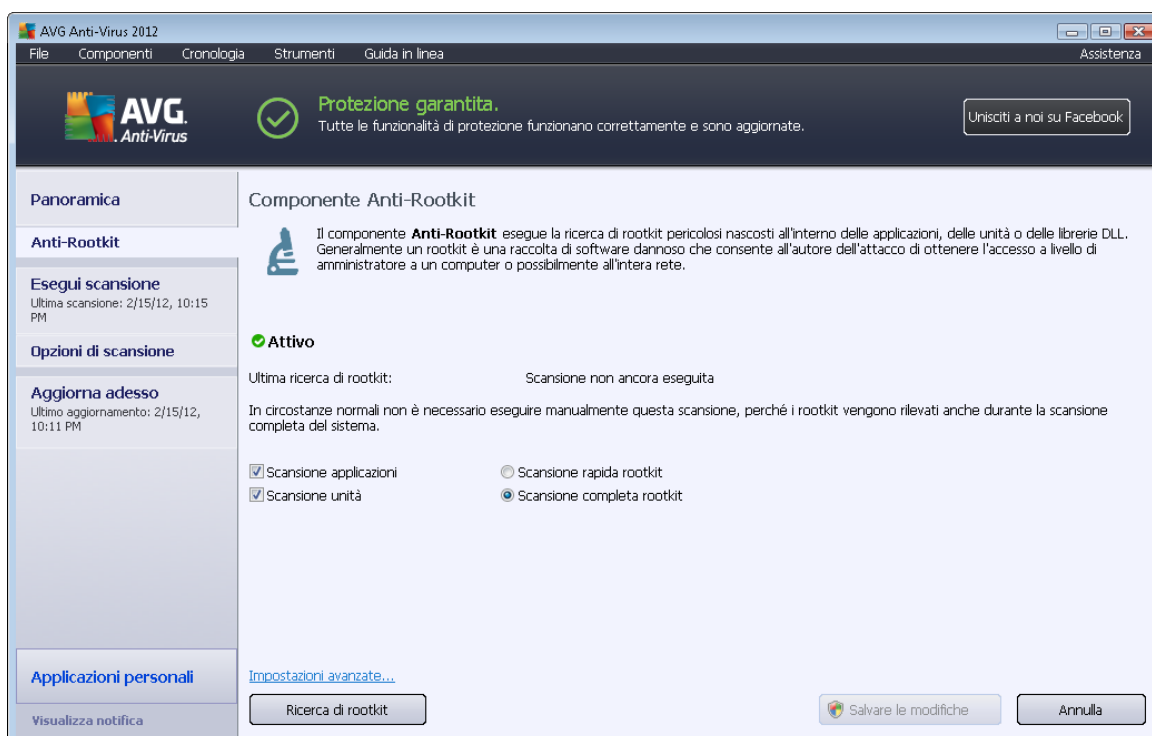 AVG Anti-Virus 2012
File Componenti Cronologia Strumenti Guida in linea Assistenza
AVG.
Anti-Virus
Protezione garantita.
Tutte le funzionalità di protezione funzionano correttamente e sono aggiornate.
Unisciti a noi su Facebook
Panoramica
Anti-Rootkit
Esegui scansione
Ultima scansione: 2/15/12, 10:15
PM
Opzioni di scansione
Aggiorna adesso
Ultimo aggiornamento: 2/15/12,
10:11 PM
Applicazioni personali
Visualizza notifica
Componente Anti-Rootkit
Il componente Anti-Rootkit esegue la ricerca di rootkit pericolosi nascosti all'interno delle applicazioni, delle unità o delle librerie DLL.
Generalmente un rootkit è una raccolta di software dannoso che consente all'autore dell'attacco di ottenere l'accesso a livello di
amministratore a un computer o possibilmente all'intera rete.
Attivo
Ultima ricerca di rootkit: Scansione non ancora eseguita
In circostanze normali non è necessario eseguire manualmente questa scansione, perché i rootkit vengono rilevati anche durante la scansione
completa del sistema.
Scansione applicazioni Scansione rapida rootkit
Scansione unità Scansione completa rootkit
Impostazioni avanzate...
Ricerca di rootkit Salvare le modifiche Annulla